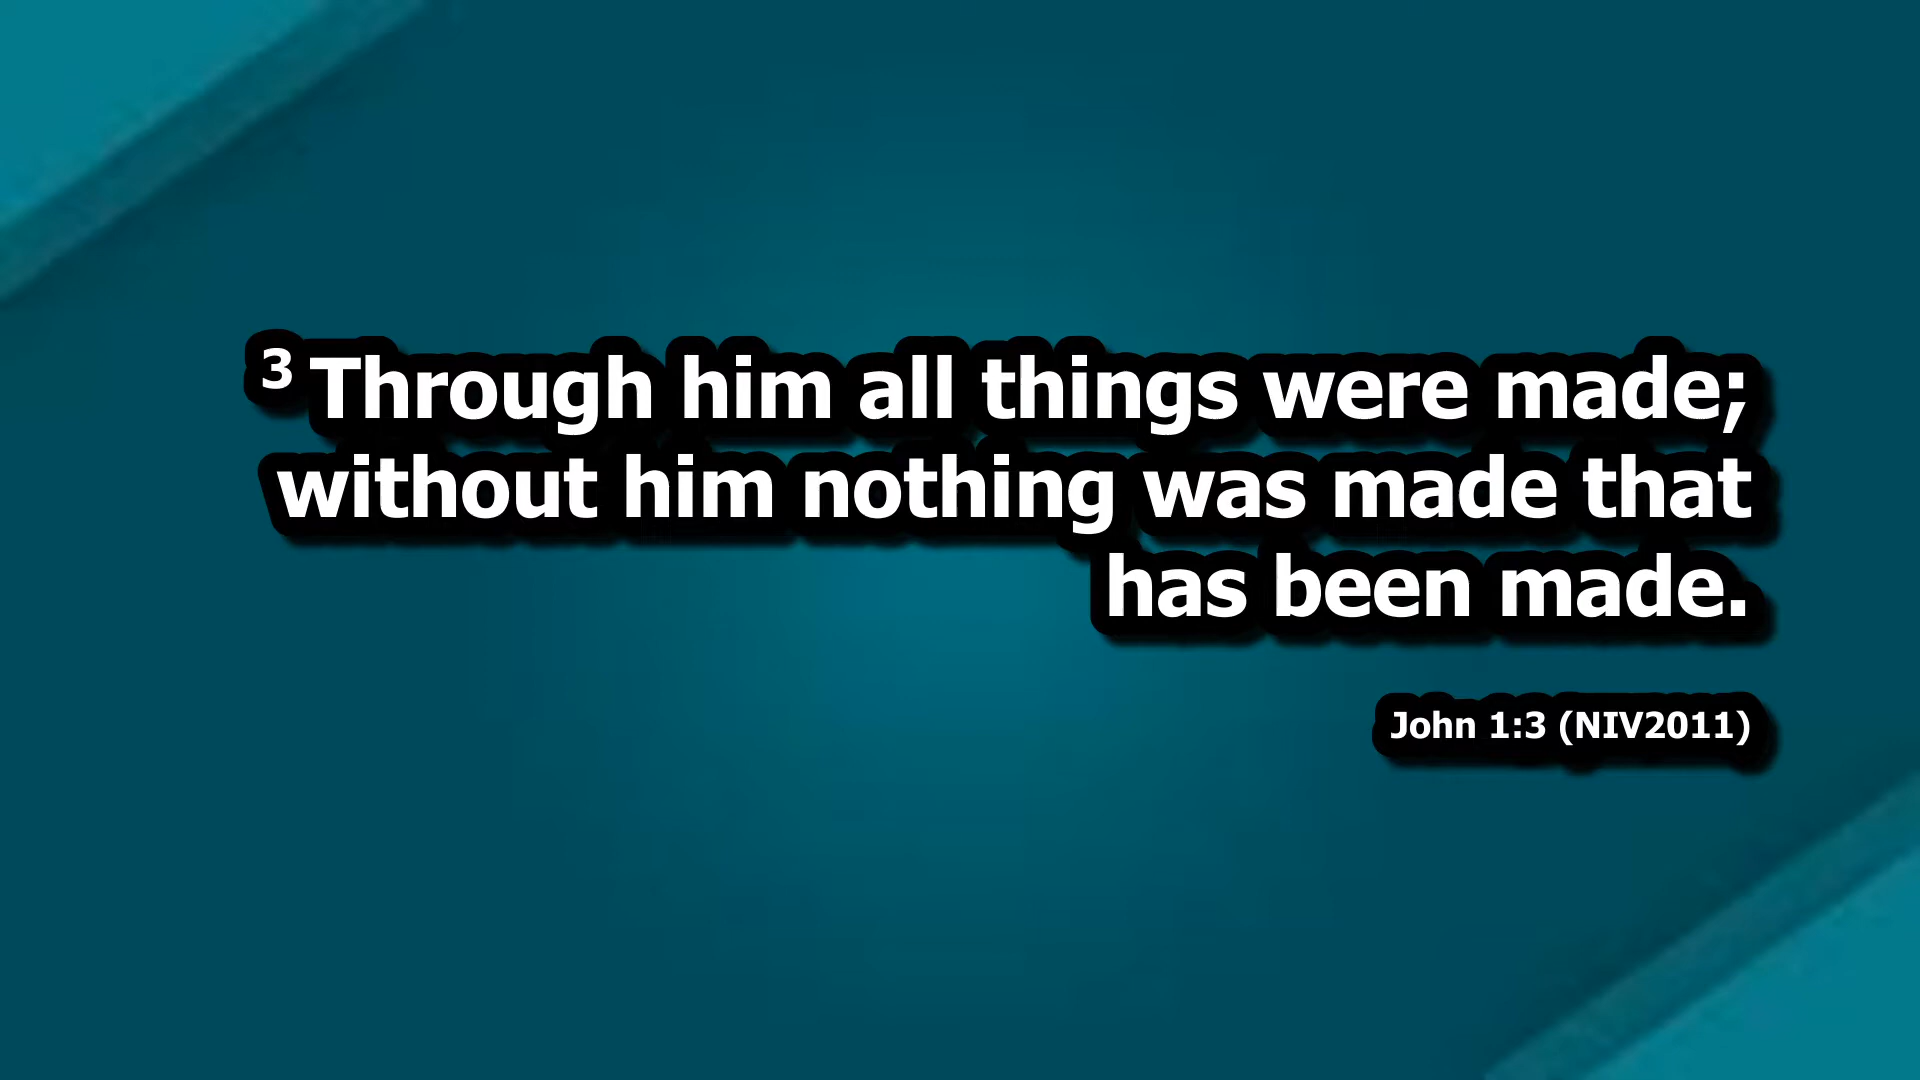 3 Through him all things were made;
without him nothing was made that
has been made.
John 1:3 (NIV2011)